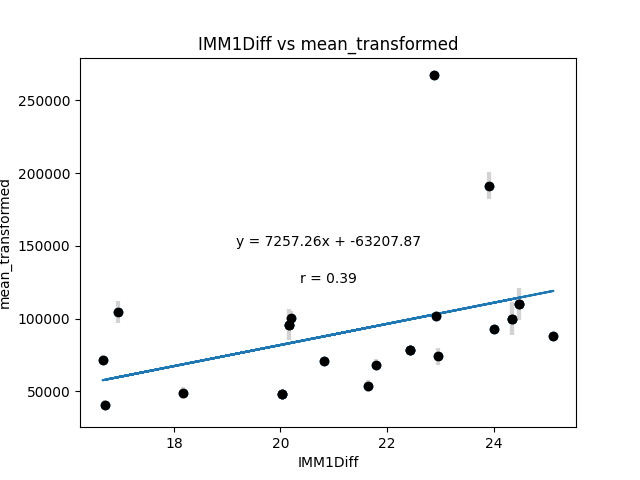 IMM1Diff vs mean_transformed
mean_transformed
250000
200000
150000
100000
50000
y = 7257.26x + -63207.87
r = 0.39
18 20 22 24
IMM1Diff